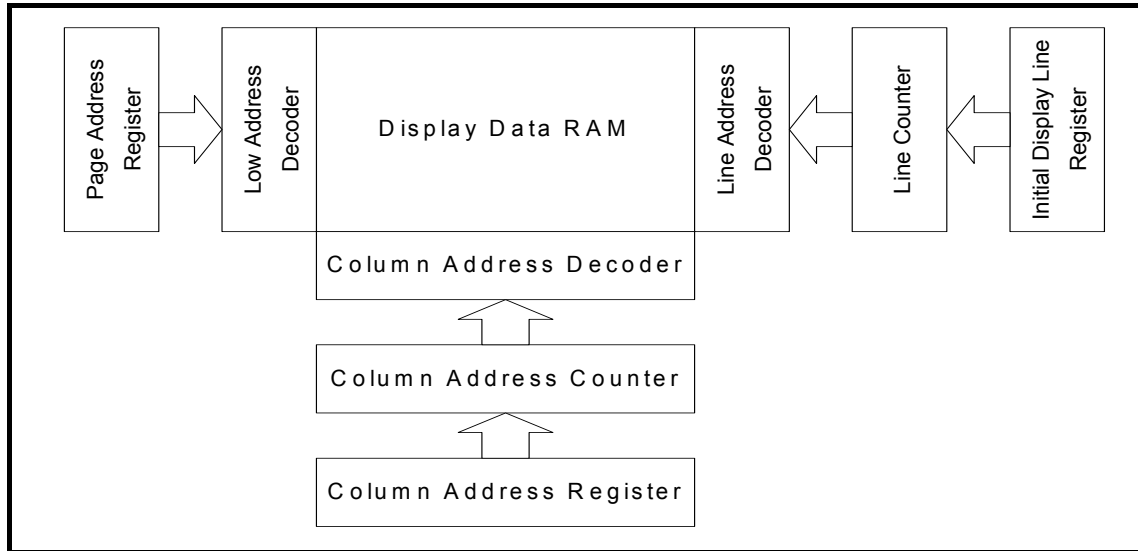 Page Address
Register
Low Address
Decoder
Display Data RAM
Line Address
Decoder
Line Counter
Initial Display Line
Register
Column Address Decoder
Column Address Counter
Column Address Register